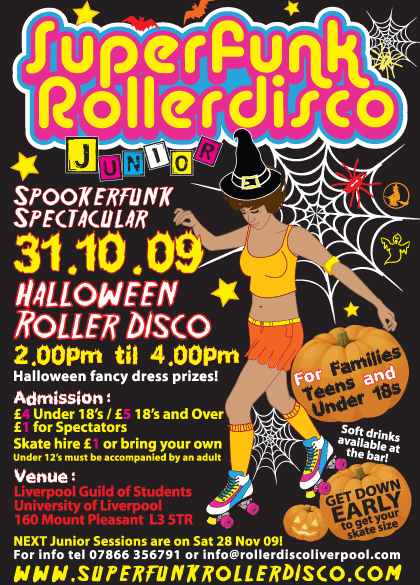 SuperFunk
Rollerdisco
JUNIOR
Spookerfunk
Spectacular
31.10.09
Halloween
Roller Disco
2.00pm til 4.00pm
Halloween fancy dress prizes!
Admission:
£4 Under 18's / £5 18's and Over
£1 for Spectators
Skate hire £1 or bring your own
Under 12's must be accompanied by an adult
Venue:
Liverpool Guild of Students
University of Liverpool
160 Mount Pleasant L3 5TR
For Families
Teens and
Under 18s
Soft drinks
available at
the bar!
GET DOWN
EARLY
to get your
skate size
NEXT Junior Sessions are on Sat 28 Nov 09!
For info tel 07866 356791 or info@rollerdiscoliverpool.com
WWW.SUPERFUNKROLLERDISCO.COM